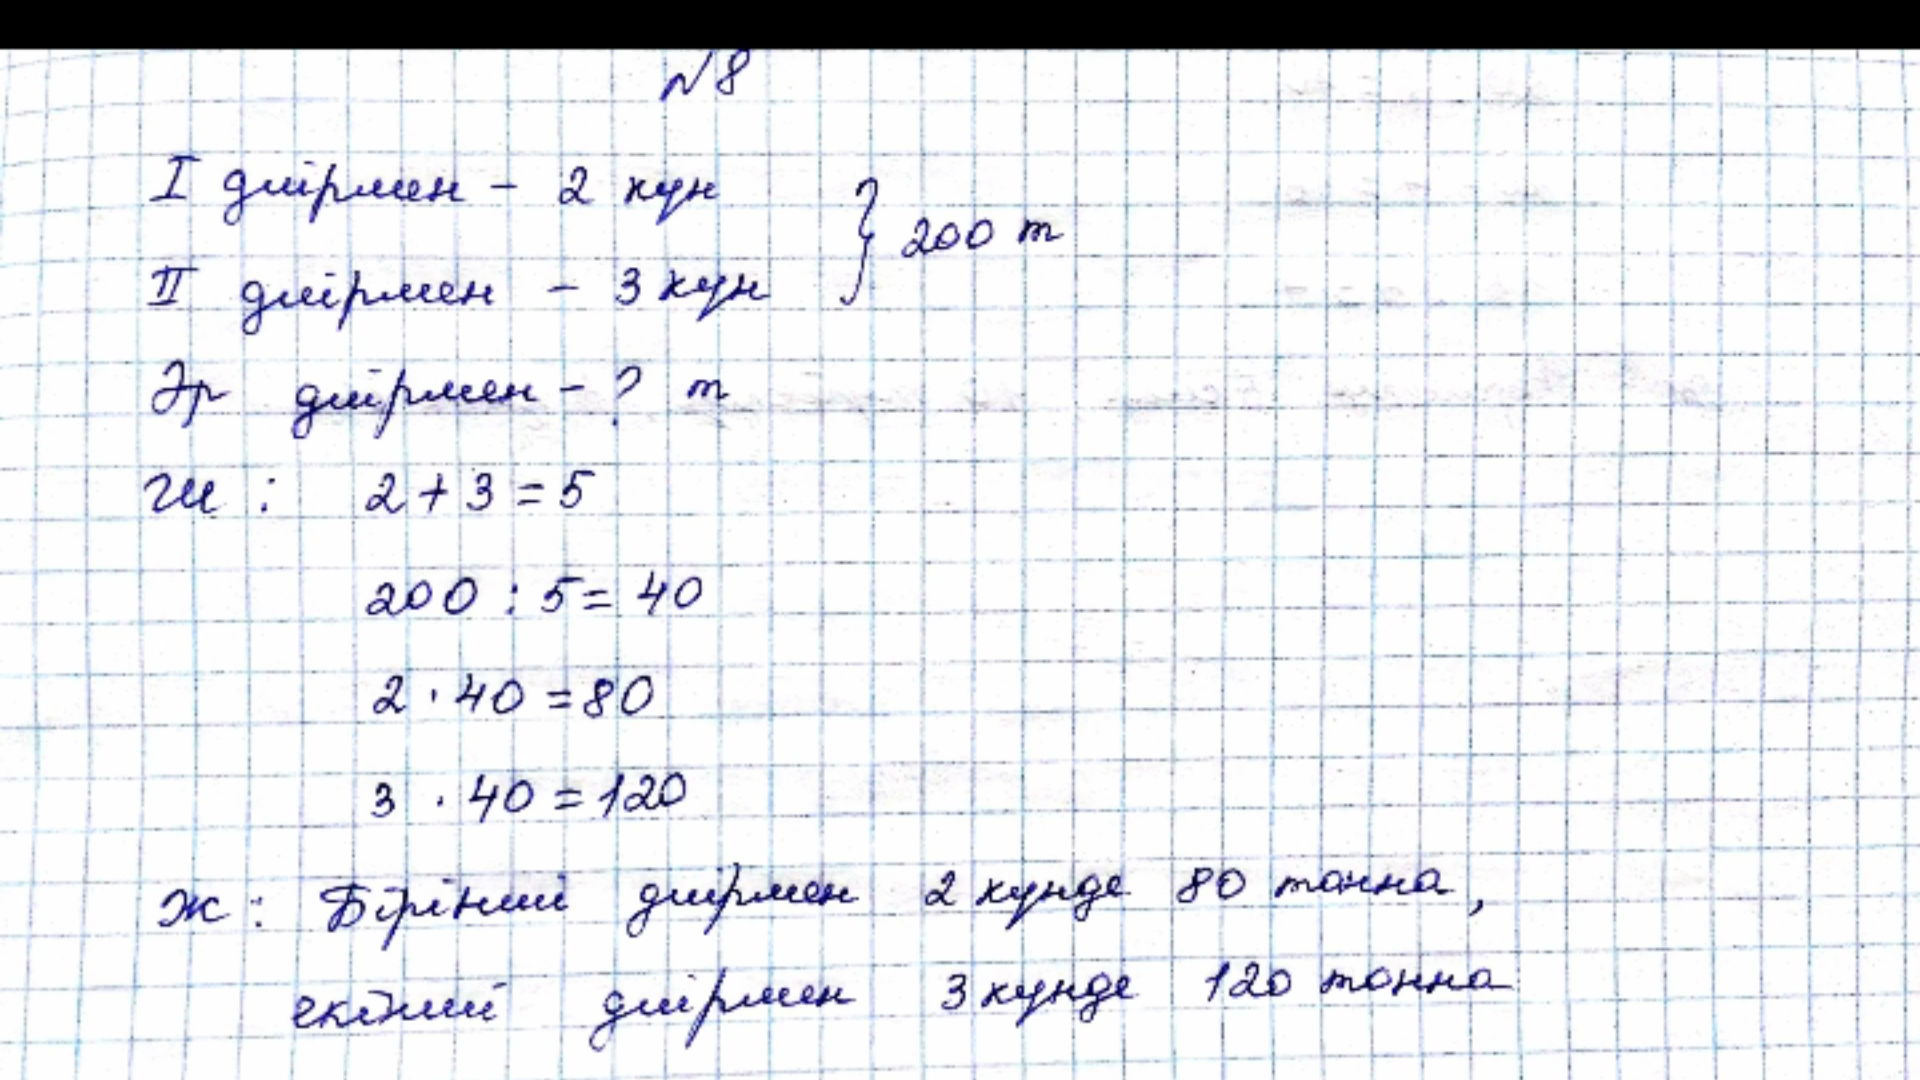 №8
I диірмен - 2 күн } 200 т
II диірмен - 3 күн
Әр диірмен - ? т
Ши: 2 + 3 = 5
200 : 5 = 40
2 · 40 = 80
3 · 40 = 120
Ж: Бірінші диірмен 2 күнде 80 тонна,
екінші диірмен 3 күнде 120 тонна